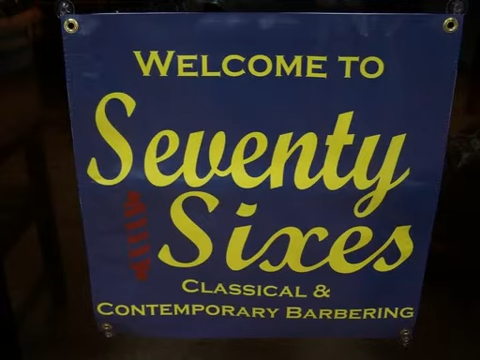 WELCOME TO
Seventy
Sixes
CLASSICAL &
CONTEMPORARY BARBERING